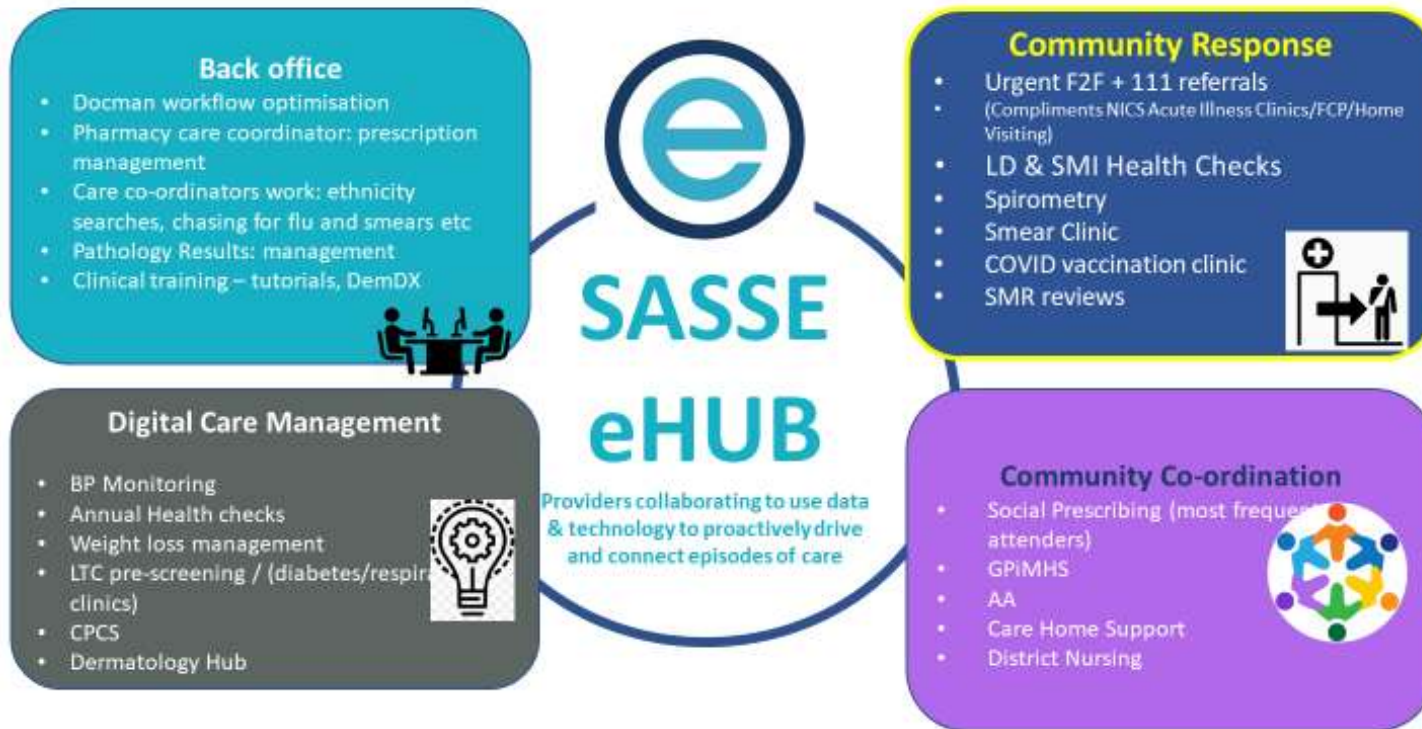 Back office
• Docman workflow optimisation
• Pharmacy care coordinator: prescription
management
• Care co-ordinators work: ethnicity
searches, chasing for flu and smears etc
• Pathology Results: management
• Clinical training – tutorials, DemDX
Community Response
• Urgent F2F + 111 referrals
• (Compliments NICS Acute Illness Clinics/FCP/Home
Visiting)
• LD & SMI Health Checks
• Spirometry
• Smear Clinic
• COVID vaccination clinic
• SMR reviews
e
SASSE
eHUB
Providers collaborating to use data
& technology to proactively drive
and connect episodes of care
Digital Care Management
• BP Monitoring
• Annual Health checks
• Weight loss management
• LTC pre-screening / (diabetes/
clinics)
• CPCS
• Dermatology Hub
Community Co-ordination
• Social Prescribing (most
attenders)
• GPiMHS
• AA
• Care Home Support
• District Nursing